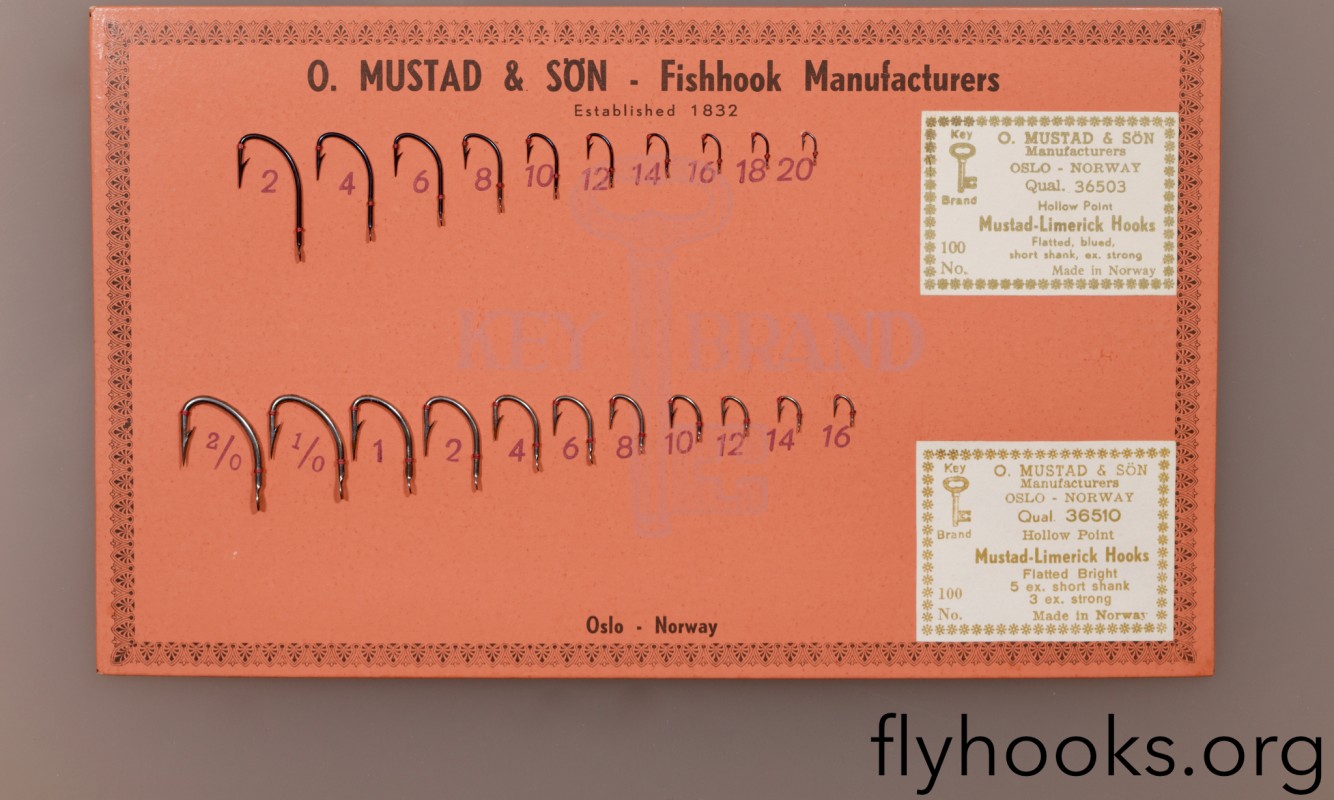 O. MUSTAD & SÖN - Fishhook Manufacturers
Established 1832
2 4 6 8 10 12 14 16 18 20
Key
Brand
O. MUSTAD & SÖN
Manufacturers
OSLO - NORWAY
Qual. 36503
Hollow Point
Mustad-Limerick Hooks
Flatted, blued,
short shank, ex. strong
100
No.
Made in Norway
KEY BRAND
2/0 1/0 1 2 4 6 8 10 12 14 16
Key
Brand
O. MUSTAD & SÖN
Manufacturers
OSLO - NORWAY
Qual. 36510
Hollow Point
Mustad-Limerick Hooks
Flatted Bright
5 ex. short shank
3 ex. strong
100
No.
Made in Norway
Oslo - Norway
flyhooks.org